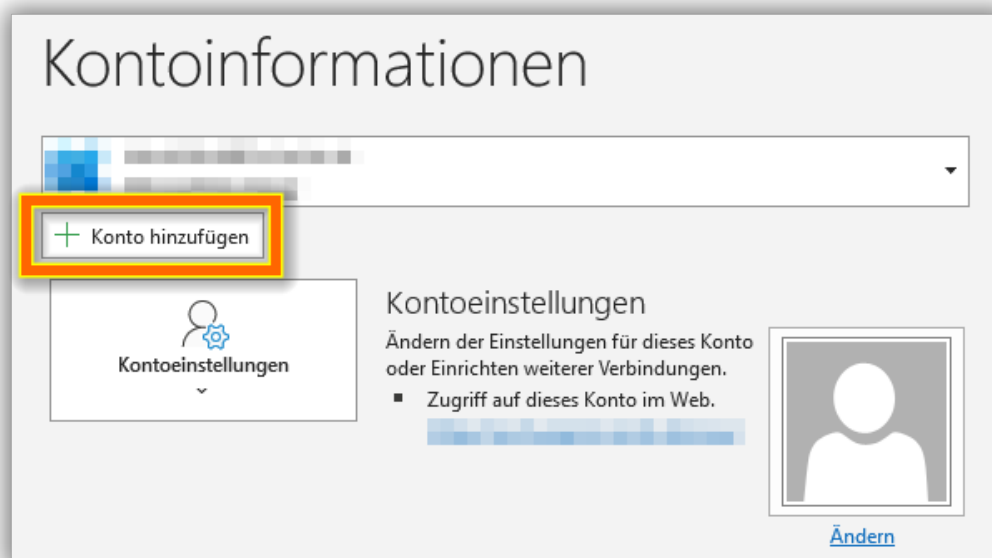 Kontoinformationen
Konto hinzufügen
Kontoeinstellungen
Kontoeinstellungen
Ändern der Einstellungen für dieses Konto
oder Einrichten weiterer Verbindungen.
▪ Zugriff auf dieses Konto im Web.
Ändern